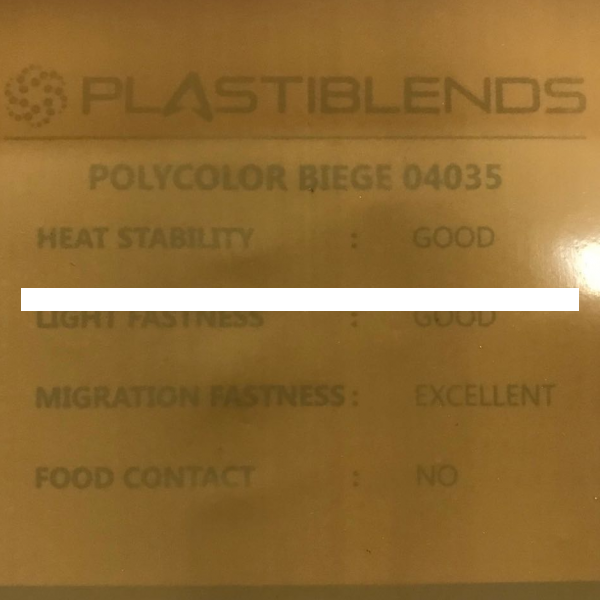 PLASTIBLENDS
POLYCOLOR BIEGE 04035
HEAT STABILITY : GOOD
LIGHT FASTNESS : GOOD
MIGRATION FASTNESS : EXCELLENT
FOOD CONTACT : NO